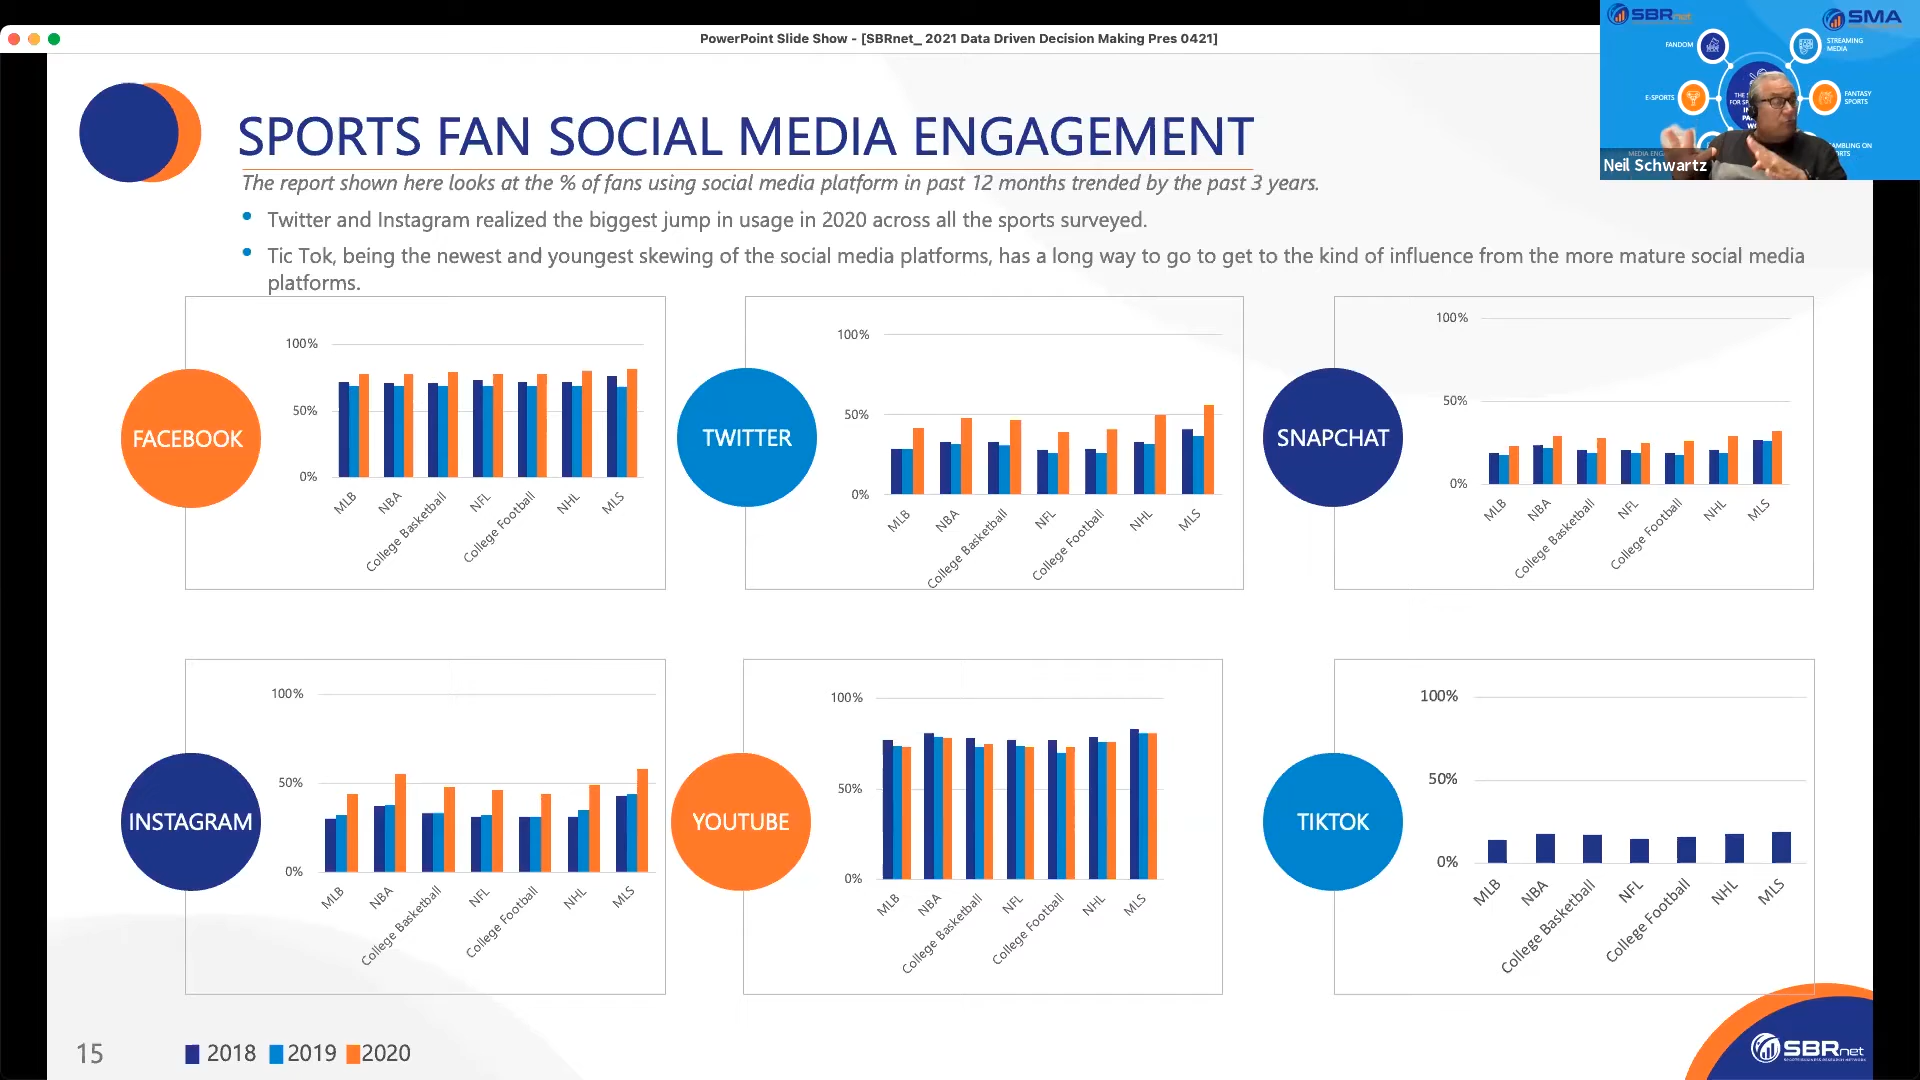 PowerPoint Slide Show - [SBRnet_ 2021 Data Driven Decision Making Pres 0421]
SBRnet
SMA
FANDOM
STREAMING
MEDIA
E-SPORTS
FANTASY
SPORTS
Neil Schwartz
SPORTS FAN SOCIAL MEDIA ENGAGEMENT
The report shown here looks at the % of fans using social media platform in past 12 months trended by the past 3 years.
• Twitter and Instagram realized the biggest jump in usage in 2020 across all the sports surveyed.
• Tic Tok, being the newest and youngest skewing of the social media platforms, has a long way to go to get to the kind of influence from the more mature social media
platforms.
FACEBOOK
100%
50%
0%
MLB
NBA
College Basketball
NFL
College Football
NHL
MLS
TWITTER
100%
50%
0%
MLB
NBA
College Basketball
NFL
College Football
NHL
MLS
SNAPCHAT
100%
50%
0%
MLB
NBA
College Basketball
NFL
College Football
NHL
MLS
INSTAGRAM
100%
50%
0%
MLB
NBA
College Basketball
NFL
College Football
NHL
MLS
YOUTUBE
100%
50%
0%
MLB
NBA
College Basketball
NFL
College Football
NHL
MLS
TIKTOK
100%
50%
0%
MLB
NBA
College Basketball
NFL
College Football
NHL
MLS
15
2018 2019 2020
SBRnet